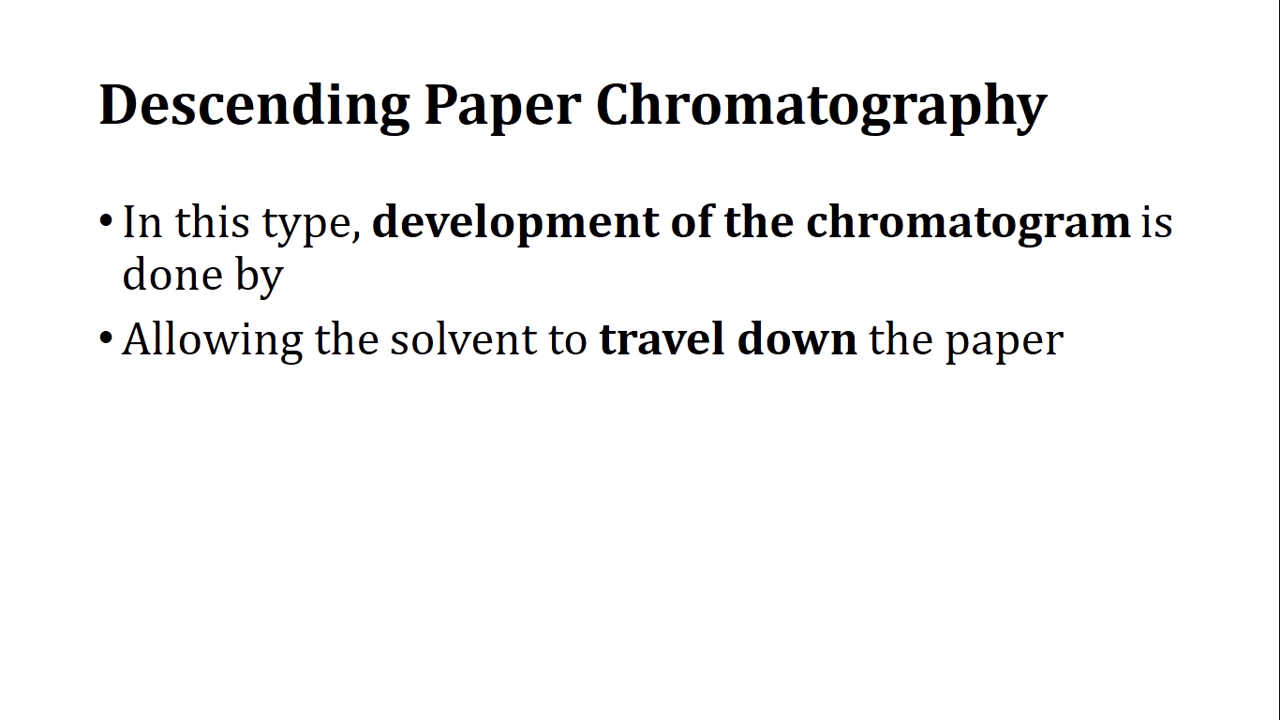 Descending Paper Chromatography
• In this type, development of the chromatogram is
done by
• Allowing the solvent to travel down the paper